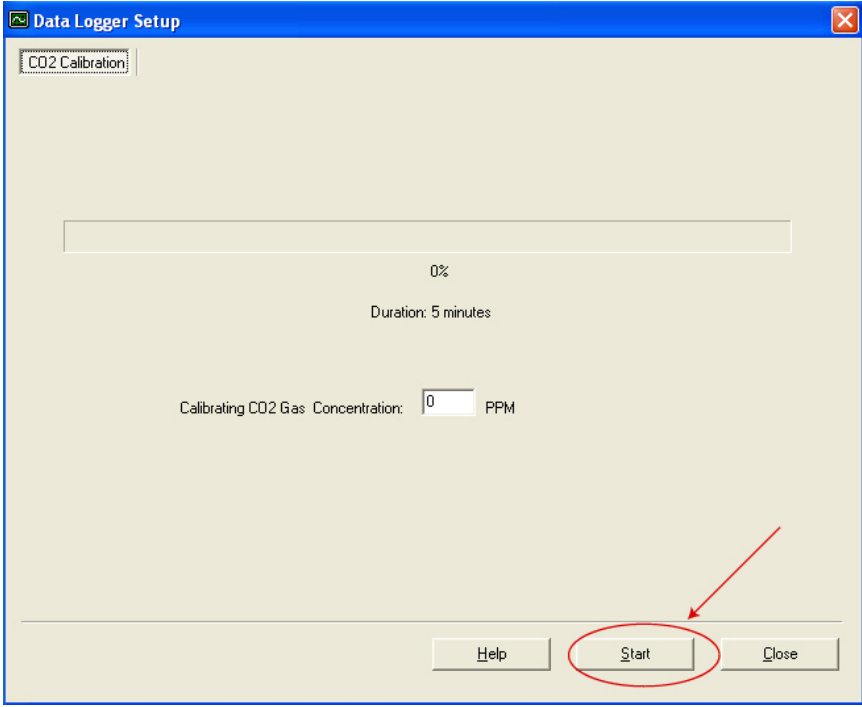 Data Logger Setup
CO2 Calibration
0%
Duration: 5 minutes
Calibrating CO2 Gas Concentration: 0 PPM
Help Start Close